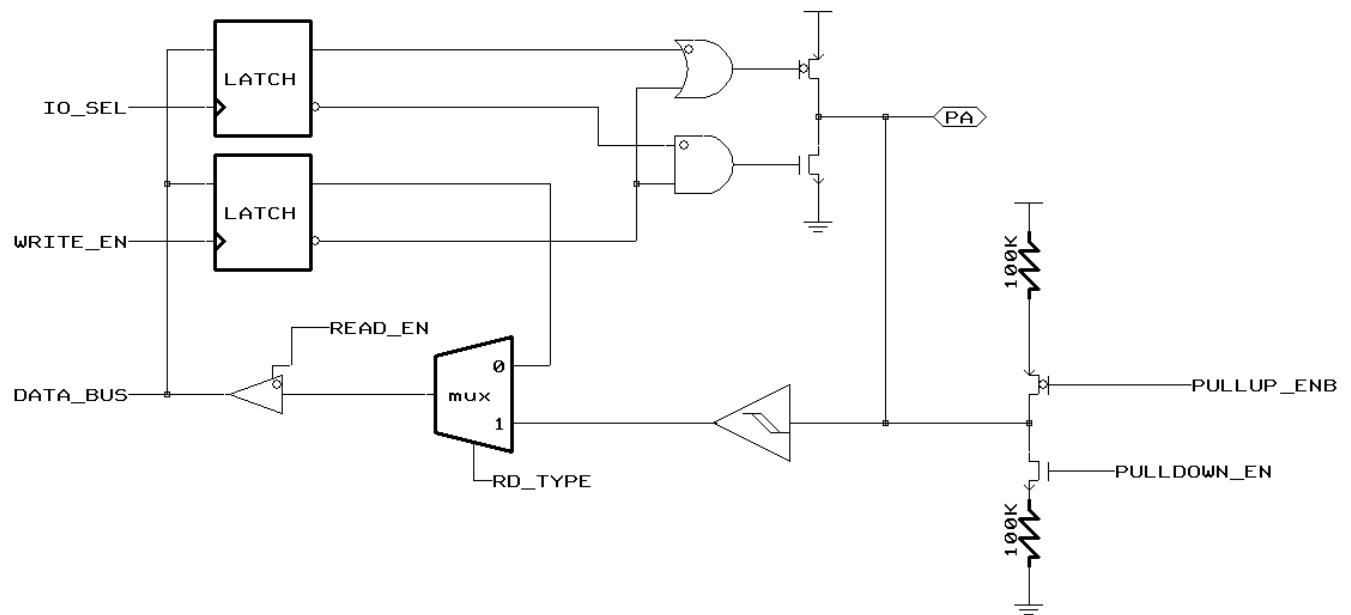 LATCH
IO_SEL
PA
LATCH
WRITE_EN
100K
READ_EN
0
DATA_BUS
mux
PULLUP_ENB
1
RD_TYPE
PULLDOWN_EN
100K